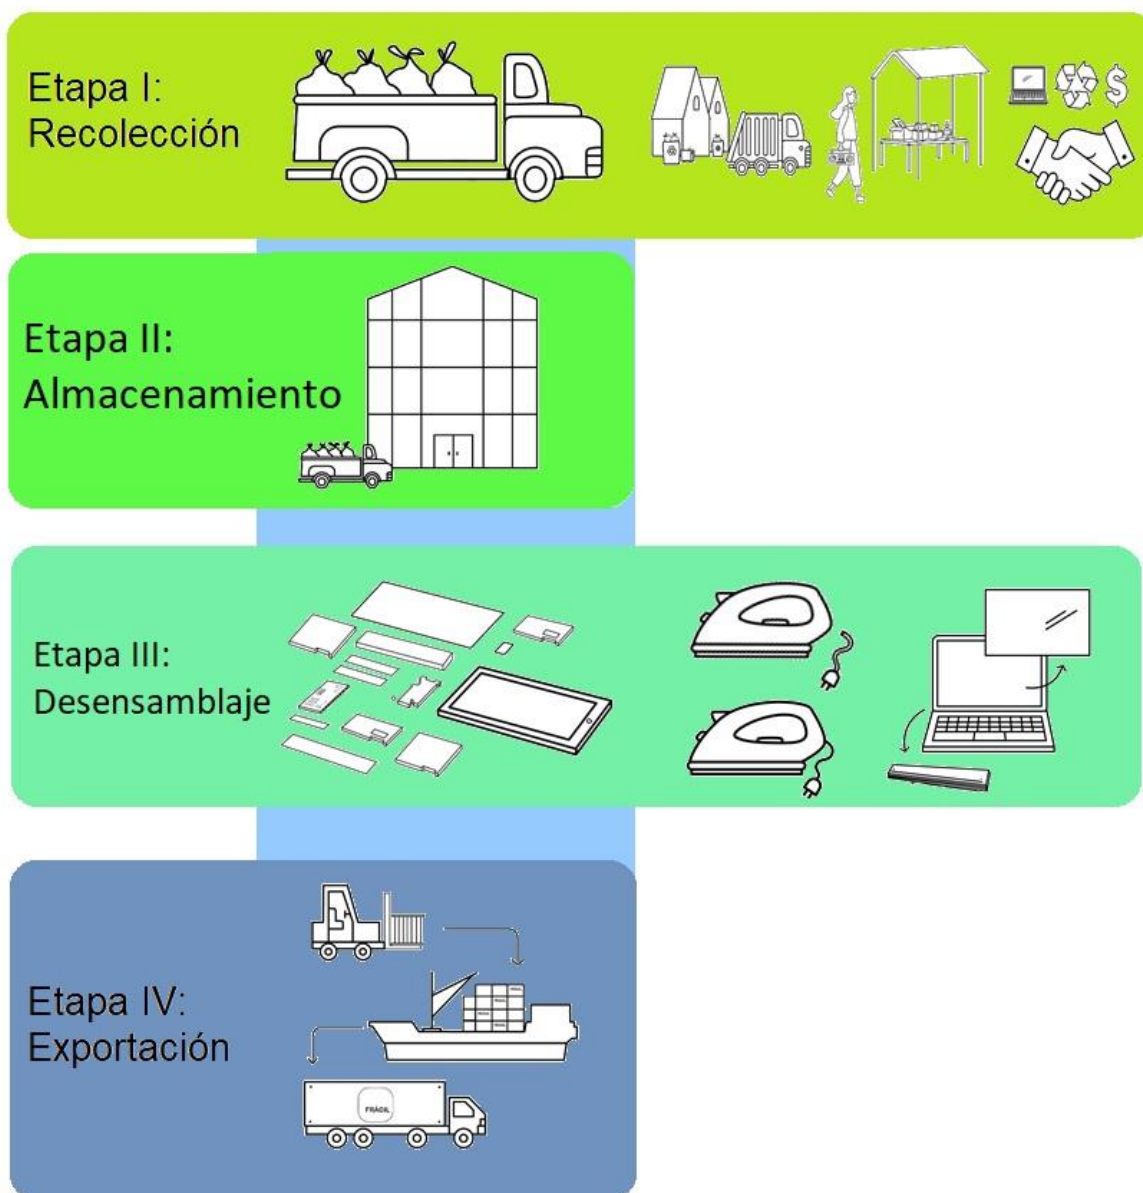 Etapa I:
Recolección
$
Etapa II:
Almacenamiento
Etapa III:
Desensamblaje
Etapa IV:
Exportación
FRÁGIL